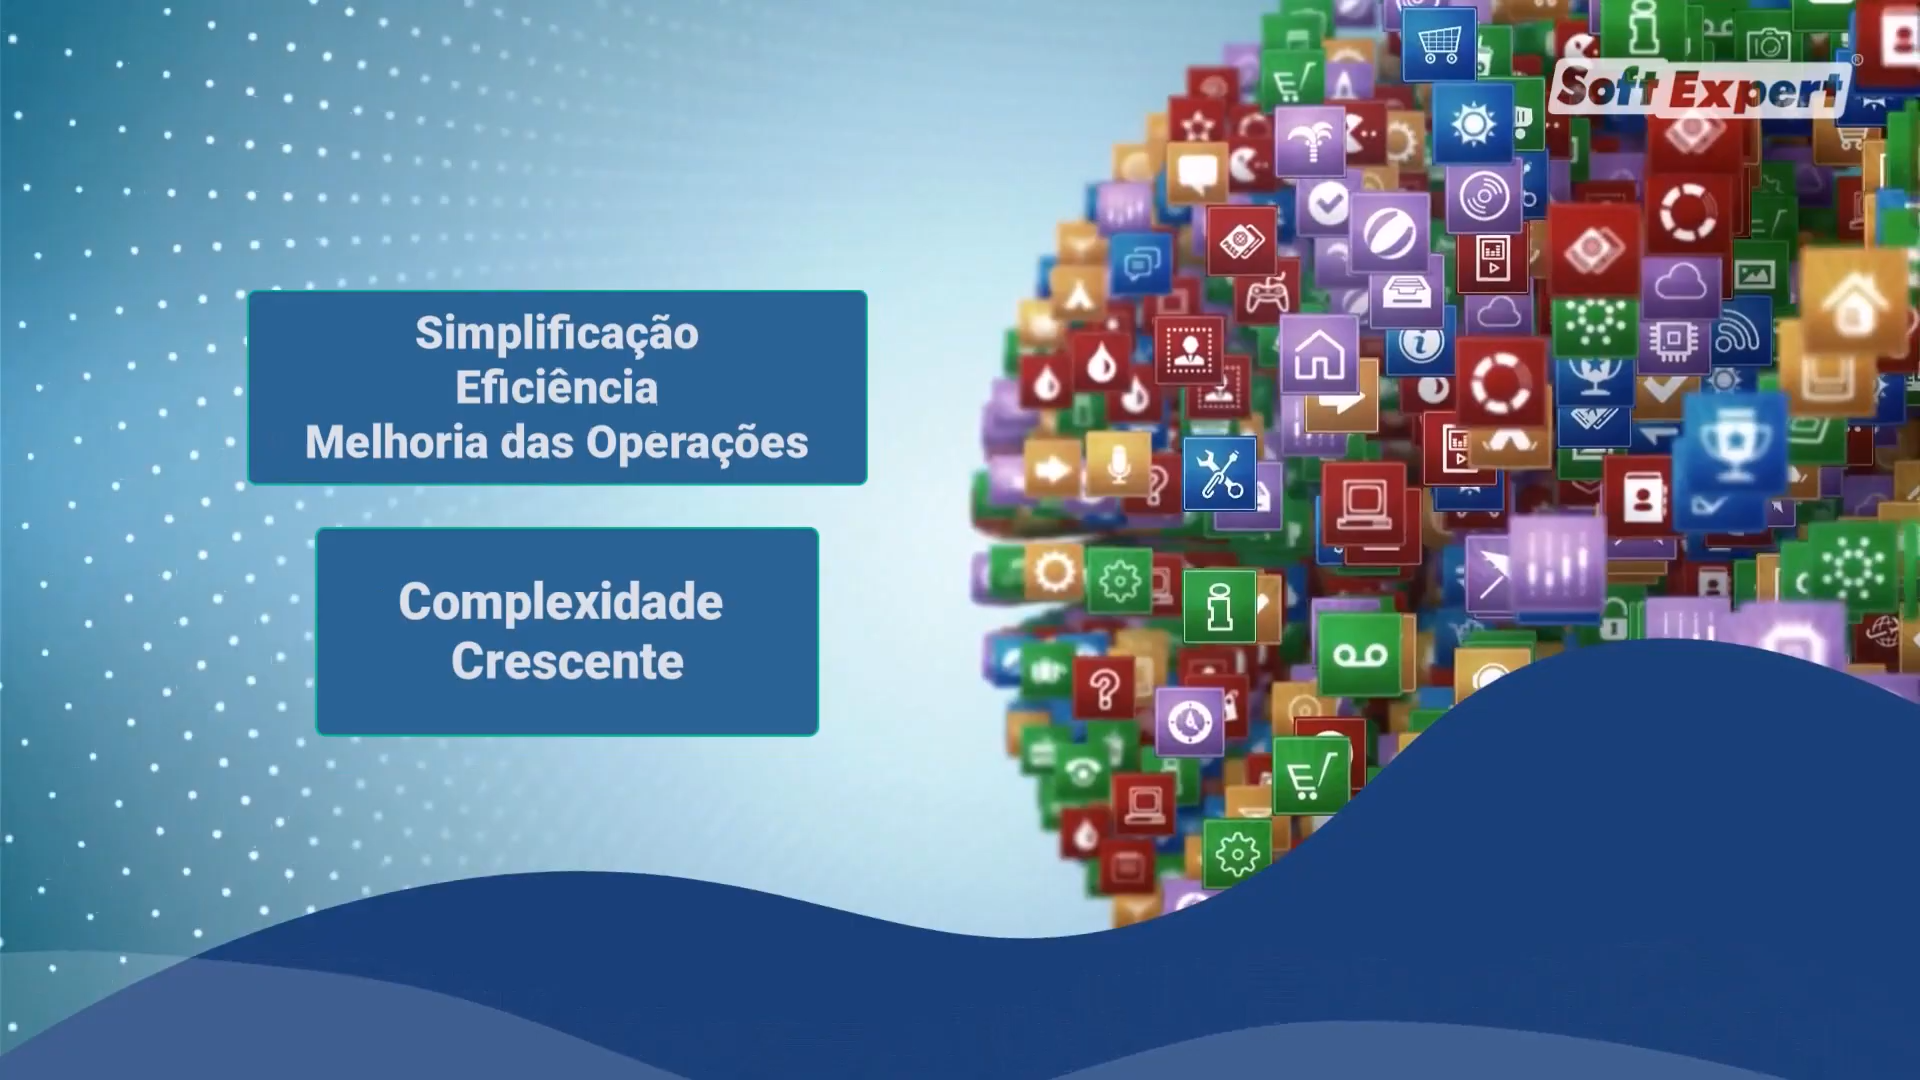 Soft Expert®
Simplificação
Eficiência
Melhoria das Operações
Complexidade
Crescente